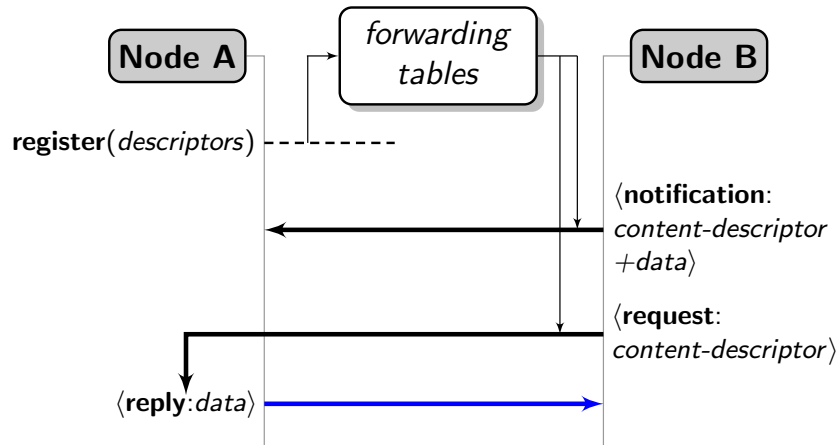 Node A
forwarding
tables
Node B
register(descriptors)
⟨notification:
content-descriptor
+data⟩
⟨request:
content-descriptor⟩
⟨reply:data⟩